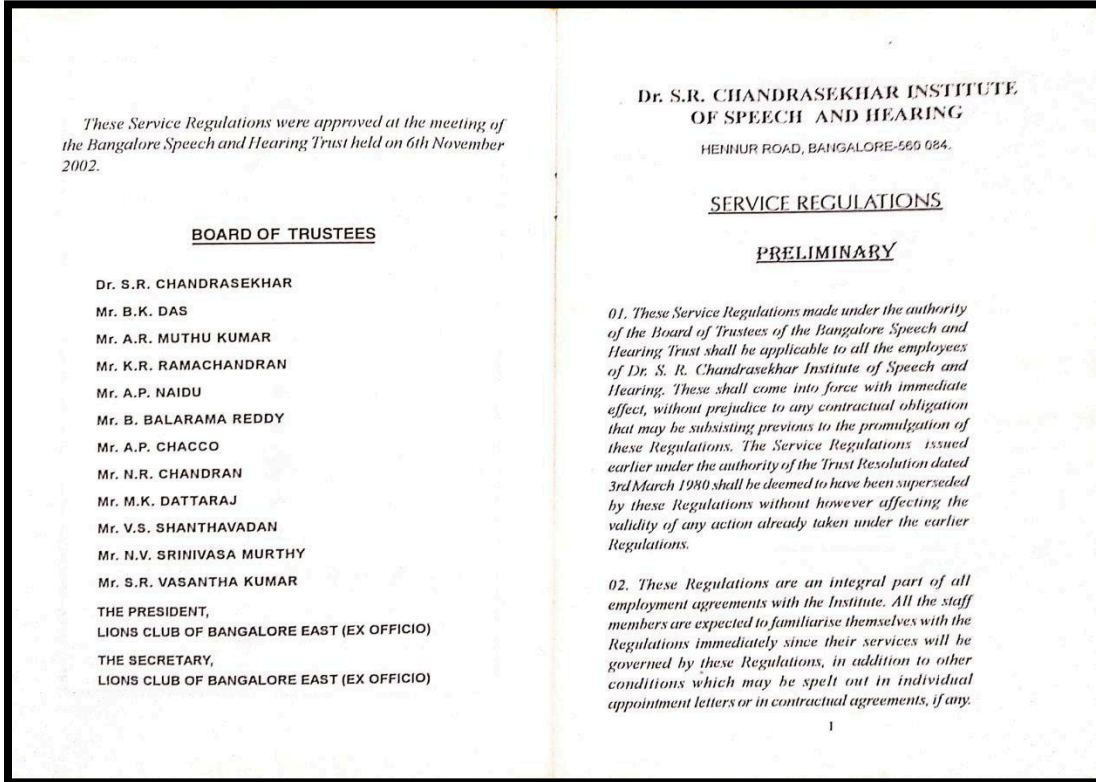 These Service Regulations were approved at the meeting of
the Bangalore Speech and Hearing Trust held on 6th November
2002.
BOARD OF TRUSTEES
Dr. S.R. CHANDRASEKHAR
Mr. B.K. DAS
Mr. A.R. MUTHU KUMAR
Mr. K.R. RAMACHANDRAN
Mr. A.P. NAIDU
Mr. B. BALARAMA REDDY
Mr. A.P. CHACCO
Mr. N.R. CHANDRAN
Mr. M.K. DATTARAJ
Mr. V.S. SHANTHAVADAN
Mr. N.V. SRINIVASA MURTHY
Mr. S.R. VASANTHA KUMAR
THE PRESIDENT,
LIONS CLUB OF BANGALORE EAST (EX OFFICIO)
THE SECRETARY,
LIONS CLUB OF BANGALORE EAST (EX OFFICIO)
Dr. S.R. CHANDRASEKHAR INSTITUTE
OF SPEECH AND HEARING
HENNUR ROAD, BANGALORE-560 084.
SERVICE REGULATIONS
PRELIMINARY
01. These Service Regulations made under the authority
of the Board of Trustees of the Bangalore Speech and
Hearing Trust shall be applicable to all the employees
of Dr. S. R. Chandrasekhar Institute of Speech and
Hearing. These shall come into force with immediate
effect, without prejudice to any contractual obligation
that may be subsisting previous to the promulgation of
these Regulations. The Service Regulations issued
earlier under the authority of the Trust Resolution dated
3rd March 1980 shall be deemed to have been superseded
by these Regulations without however affecting the
validity of any action already taken under the earlier
Regulations.
02. These Regulations are an integral part of all
employment agreements with the Institute. All the staff
members are expected to familiarise themselves with the
Regulations immediately since their services will be
governed by these Regulations, in addition to other
conditions which may be spelt out in individual
appointment letters or in contractual agreements, if any.
1